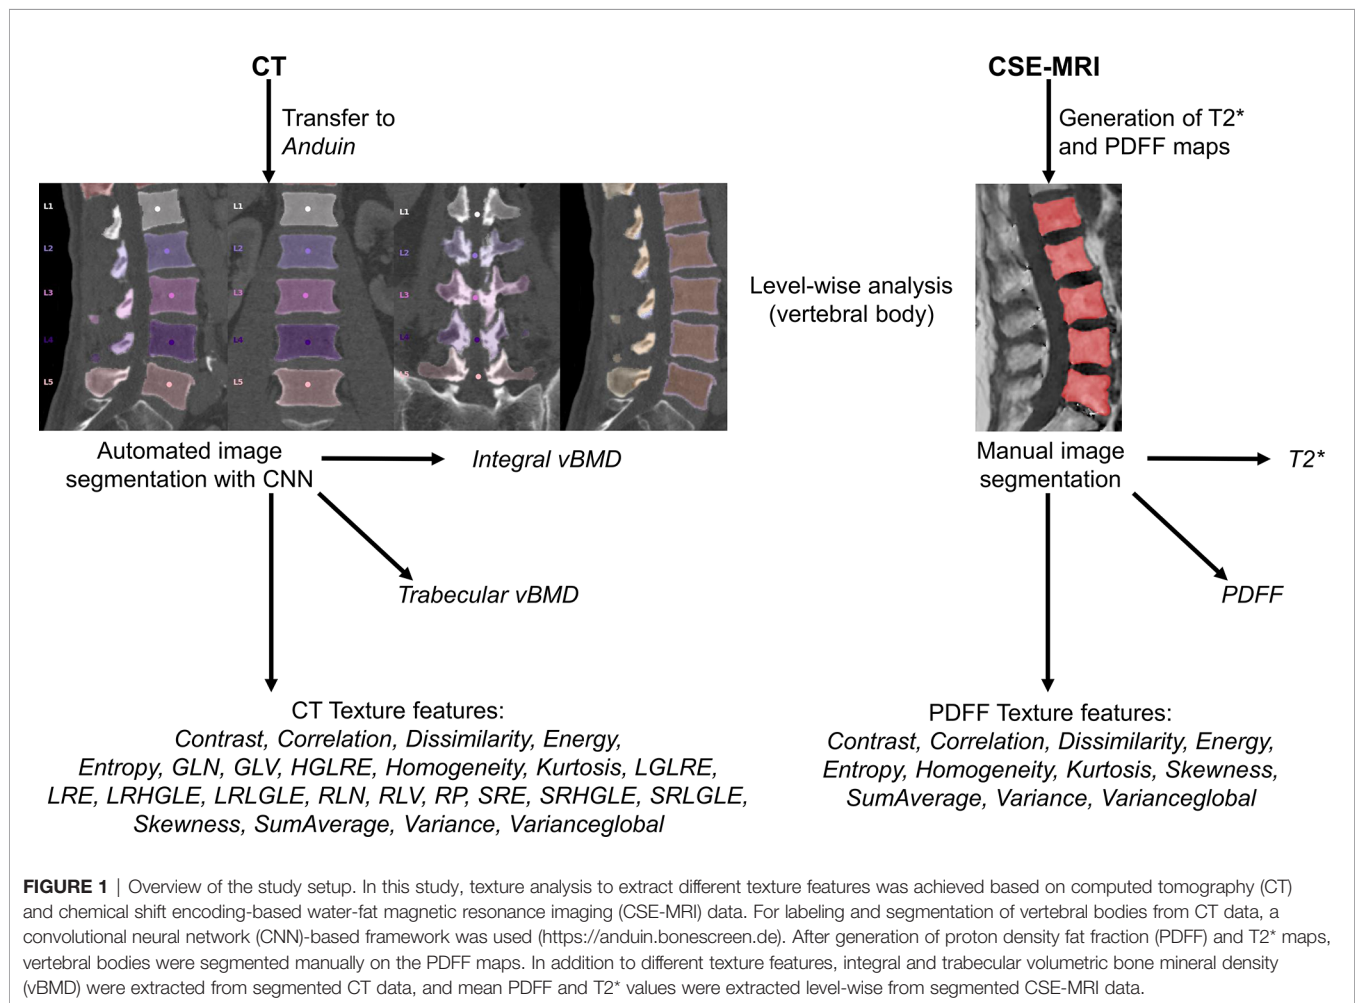 CT
CSE-MRI
Transfer to
Anduin
Generation of T2*
and PDFF maps
L1
L2
L3
L4
L5
L1
L2
L3
L4
L5
L1
L2
L3
L4
Level-wise analysis
(vertebral body)
Automated image
segmentation with CNN
Integral vBMD
Trabecular vBMD
Manual image
segmentation
T2*
PDFF
CT Texture features:
Contrast, Correlation, Dissimilarity, Energy,
Entropy, GLN, GLV, HGLRE, Homogeneity, Kurtosis, LGLRE,
LRE, LRHGLE, LRLGLE, RLN, RLV, RP, SRE, SRHGLE, SRLGLE,
Skewness, SumAverage, Variance, Varianceglobal
PDFF Texture features:
Contrast, Correlation, Dissimilarity, Energy,
Entropy, Homogeneity, Kurtosis, Skewness,
SumAverage, Variance, Varianceglobal
FIGURE 1 | Overview of the study setup. In this study, texture analysis to extract different texture features was achieved based on computed tomography (CT)
and chemical shift encoding-based water-fat magnetic resonance imaging (CSE-MRI) data. For labeling and segmentation of vertebral bodies from CT data, a
convolutional neural network (CNN)-based framework was used (https://anduin.bonescreen.de). After generation of proton density fat fraction (PDFF) and T2* maps,
vertebral bodies were segmented manually on the PDFF maps. In addition to different texture features, integral and trabecular volumetric bone mineral density
(vBMD) were extracted from segmented CT data, and mean PDFF and T2* values were extracted level-wise from segmented CSE-MRI data.